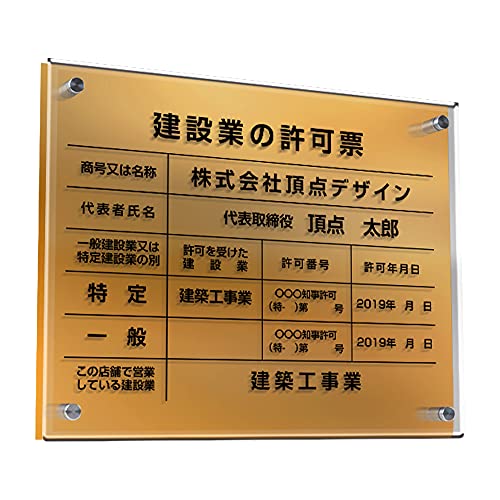 建設業の許可票
商号又は名称 株式会社頂点デザイン
代表者氏名 代表取締役 頂点 太郎
一般建設業又は
特定建設業の別
許可を受けた
建設業
許可番号
許可年月日
特定
建築工事業
〇〇〇知事許可
(特- )第 号
2019年 月 日
一般
〇〇〇知事許可
(特- )第 号
2019年 月 日
この店舗で営業
している建設業
建築工事業